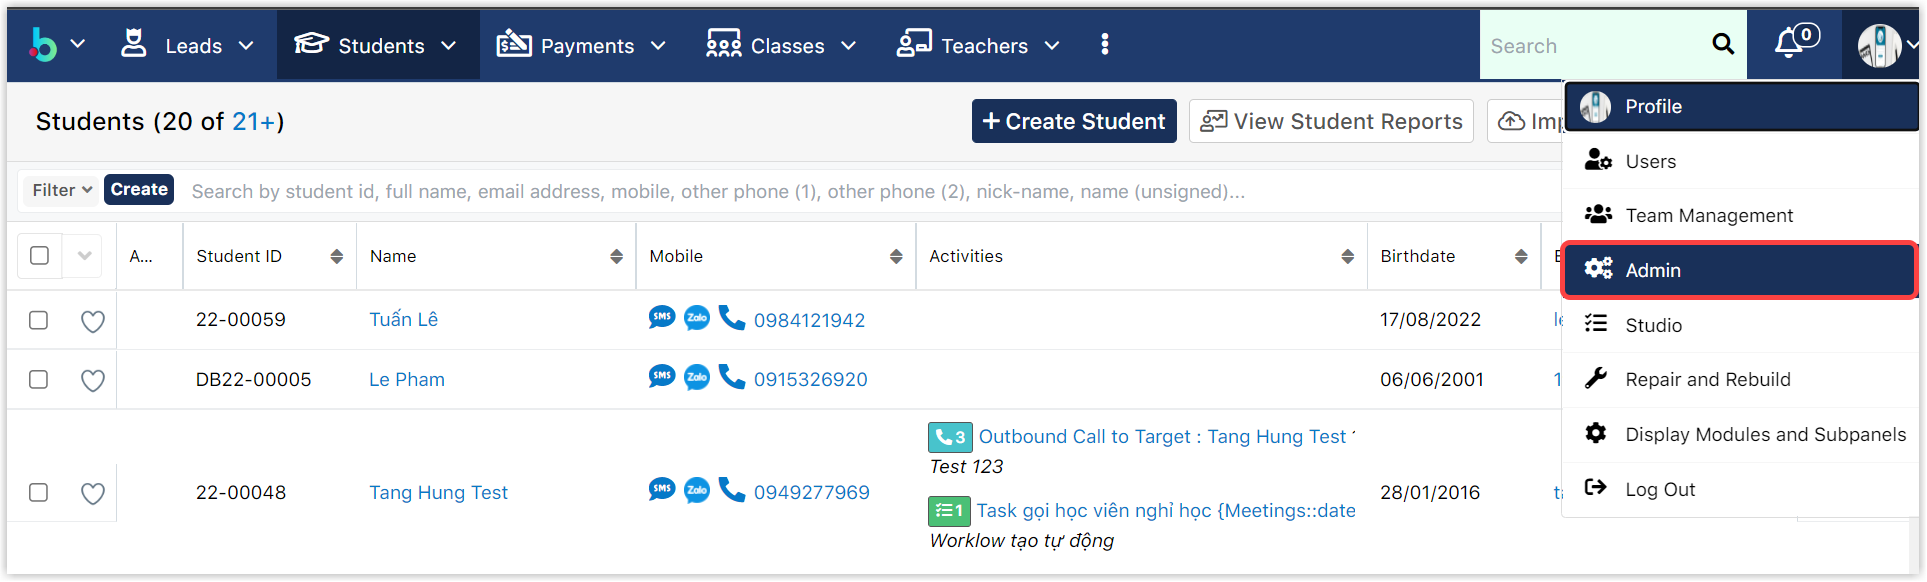 Leads Students Payments Classes Teachers Search 0
Profile
Users
Team Management
Admin
Studio
Repair and Rebuild
Display Modules and Subpanels
Log Out
Students (20 of 21+) + Create Student View Student Reports
Filter Create Search by student id, full name, email address, mobile, other phone (1), other phone (2), nick-name, name (unsigned)...
A... Student ID Name Mobile Activities Birthdate
22-00059 Tuấn Lê SMS Zalo 0984121942 17/08/2022
DB22-00005 Le Pham SMS Zalo 0915326920 06/06/2001
3 Outbound Call to Target : Tang Hung Test
Test 123
22-00048 Tang Hung Test SMS Zalo 0949277969 28/01/2016
1 Task gọi học viên nghỉ học {Meetings::date
Worklow tạo tự động